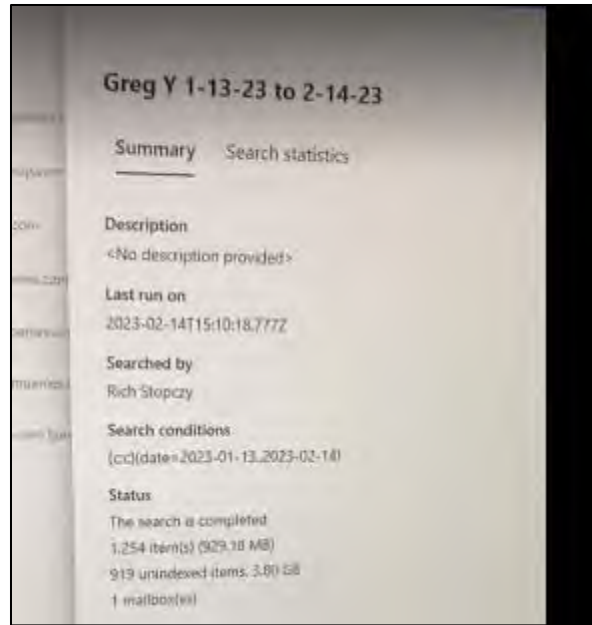 Greg Y 1-13-23 to 2-14-23
Summary Search statistics
Description
<No description provided>
Last run on
2023-02-14T15:10:18.777Z
Searched by
Rich Stopczy
Search conditions
(c:c)(date=2023-01-13..2023-02-14)
Status
The search is completed
1,254 item(s) (929.18 MB)
919 unindexed items, 3.80 GB
1 mailbox(es)